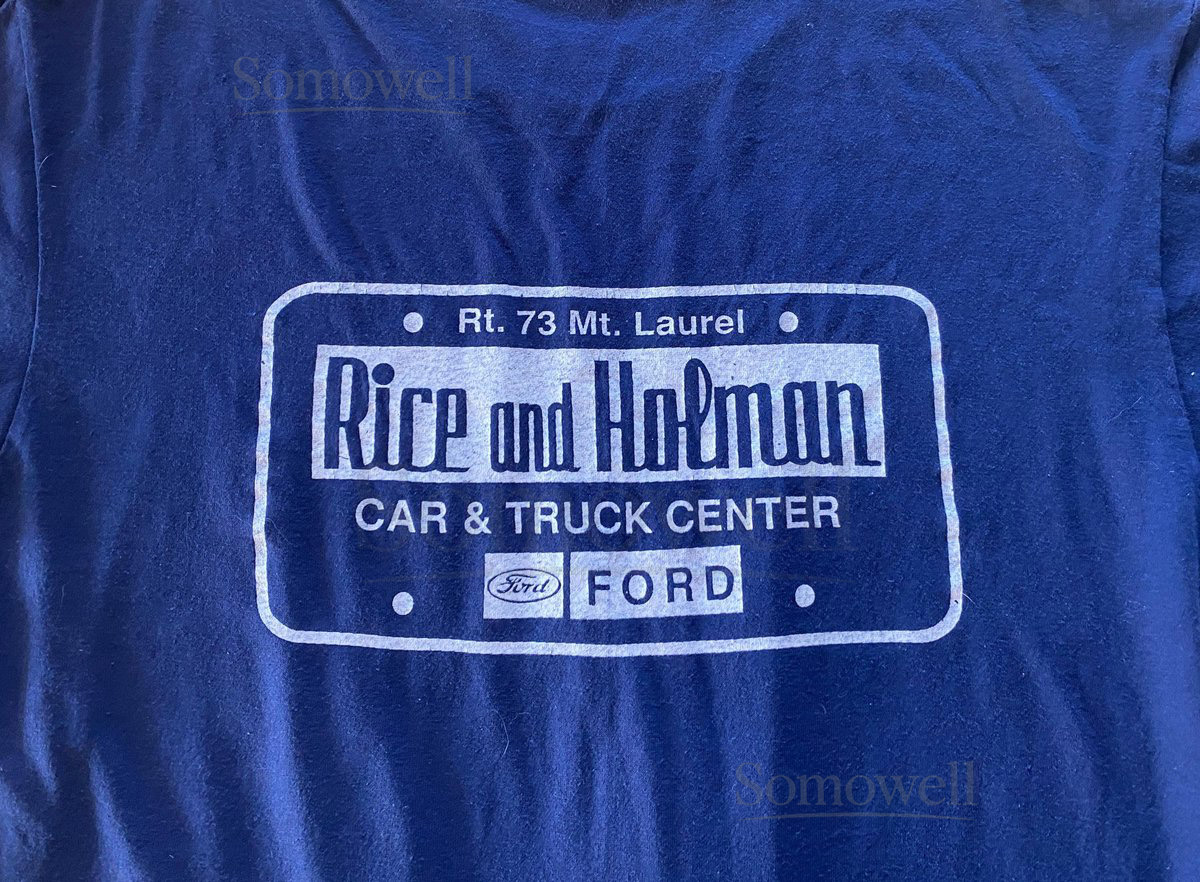 Somowell
Rt. 73 Mt. Laurel
Rice and Holman
CAR & TRUCK CENTER
Ford FORD
Somowell